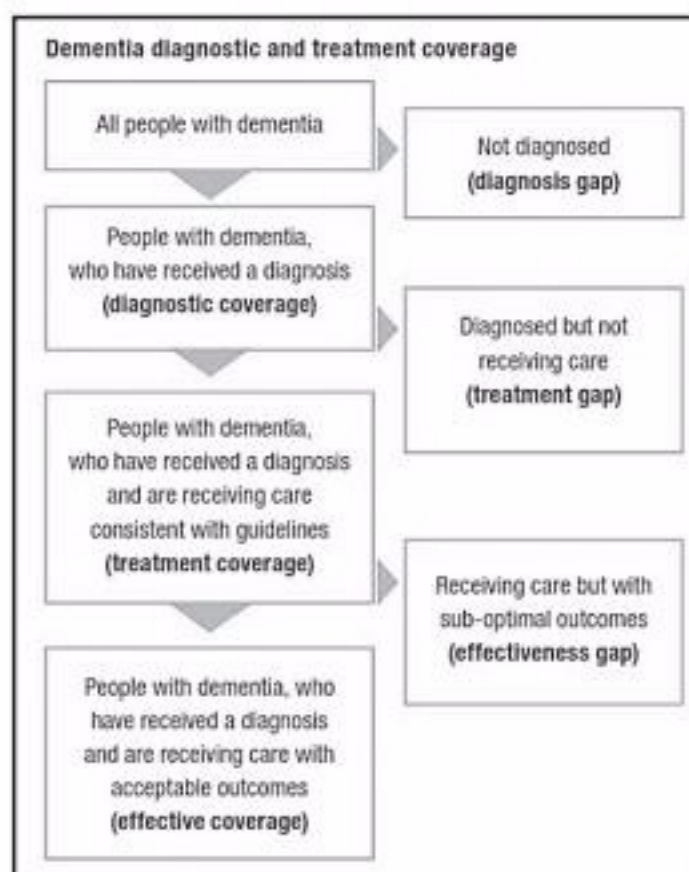 Dementia diagnostic and treatment coverage
All people with dementia
Not diagnosed
(diagnosis gap)
People with dementia,
who have received a diagnosis
(diagnostic coverage)
Diagnosed but not
receiving care
(treatment gap)
People with dementia,
who have received a diagnosis
and are receiving care
consistent with guidelines
(treatment coverage)
Receiving care but with
sub-optimal outcomes
(effectiveness gap)
People with dementia, who
have received a diagnosis
and are receiving care with
acceptable outcomes
(effective coverage)